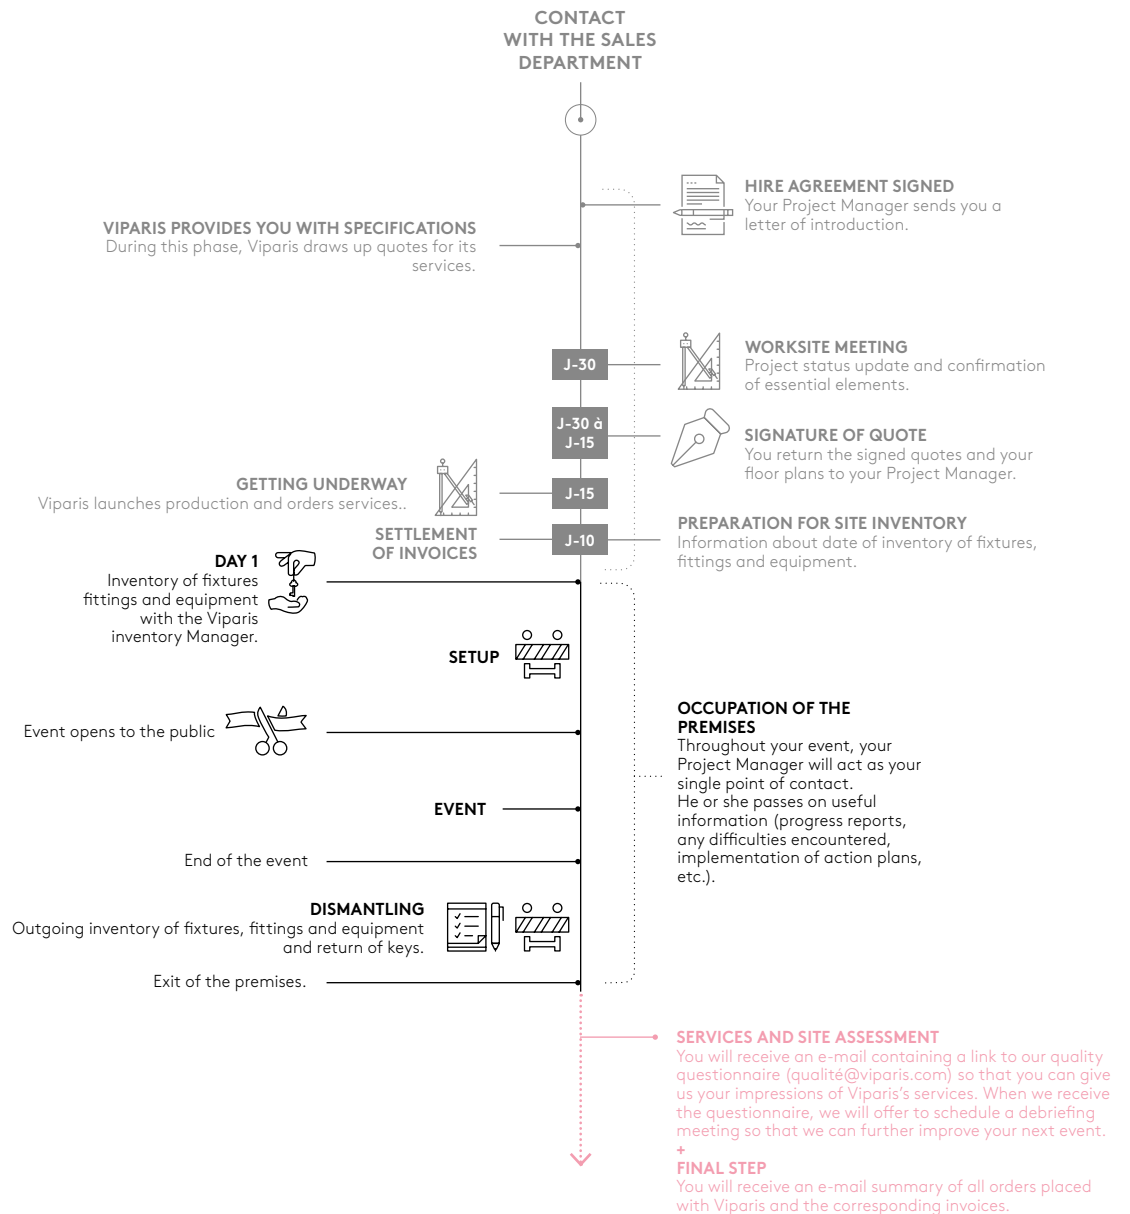 CONTACT
WITH THE SALES
DEPARTMENT
HIRE AGREEMENT SIGNED
Your Project Manager sends you a
letter of introduction.
VIPARIS PROVIDES YOU WITH SPECIFICATIONS
During this phase, Viparis draws up quotes for its
services.
J-30
WORKSITE MEETING
Project status update and confirmation
of essential elements.
J-30 à
J-15
SIGNATURE OF QUOTE
You return the signed quotes and your
floor plans to your Project Manager.
GETTING UNDERWAY
Viparis launches production and orders services..
J-15
SETTLEMENT
OF INVOICES
J-10
PREPARATION FOR SITE INVENTORY
Information about date of inventory of fixtures,
fittings and equipment.
DAY 1
Inventory of fixtures
fittings and equipment
with the Viparis
inventory Manager.
SETUP
Event opens to the public
OCCUPATION OF THE
PREMISES
Throughout your event, your
Project Manager will act as your
single point of contact.
He or she passes on useful
information (progress reports,
any difficulties encountered,
implementation of action plans,
etc.).
EVENT
End of the event
DISMANTLING
Outgoing inventory of fixtures, fittings and equipment
and return of keys.
Exit of the premises.
SERVICES AND SITE ASSESSMENT
You will receive an e-mail containing a link to our quality
questionnaire (qualité@viparis.com) so that you can give
us your impressions of Viparis's services. When we receive
the questionnaire, we will offer to schedule a debriefing
meeting so that we can further improve your next event.
+
FINAL STEP
You will receive an e-mail summary of all orders placed
with Viparis and the corresponding invoices.